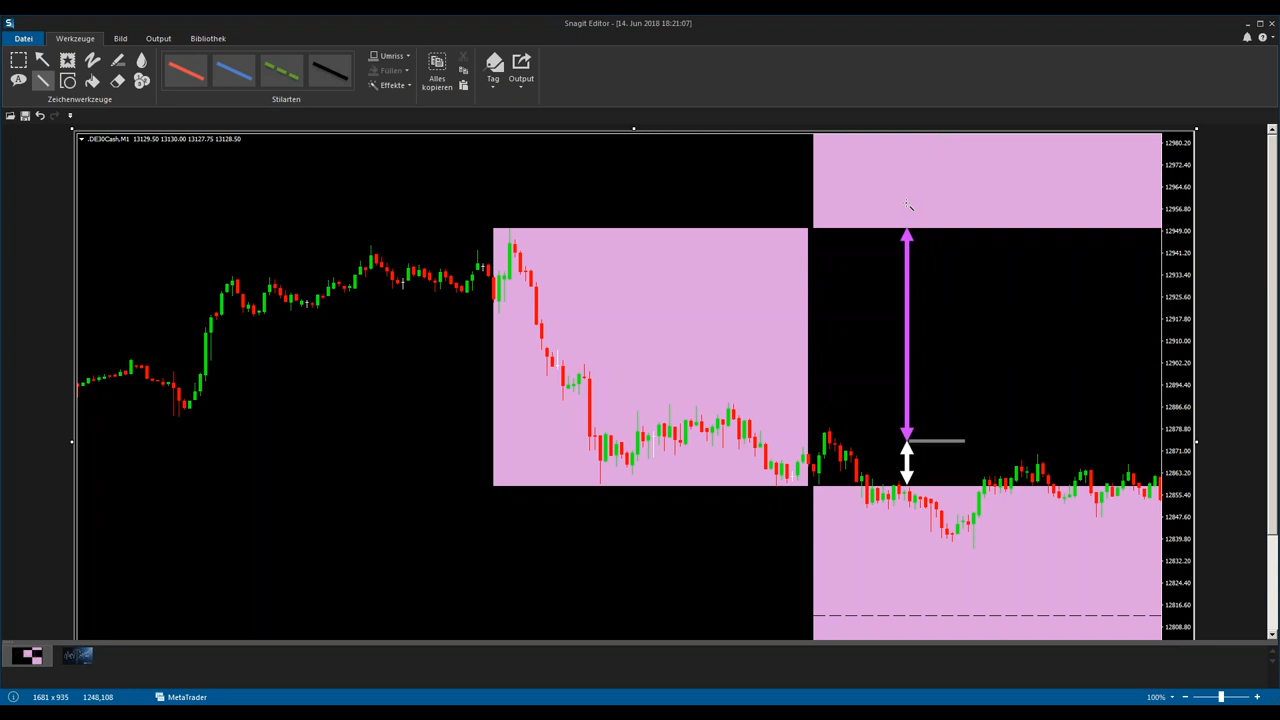 Snagit Editor - [14. Jun 2018 18:21:07]
Datei Werkzeuge Bild Output Bibliothek
Umriss
Füllen
Effekte
Alles kopieren
Tag
Output
Zeichenwerkzeuge
Stilarten
.DE30Cash,M1 13129.50 13130.00 13127.75 13128.50
12980.20
12972.40
12964.60
12956.80
12949.00
12941.20
12933.40
12925.60
12917.80
12910.00
12902.20
12894.40
12886.60
12878.80
12871.00
12863.20
12855.40
12847.60
12839.80
12832.20
12824.40
12816.60
12808.80
1681 x 935 1248,108 MetaTrader 100%